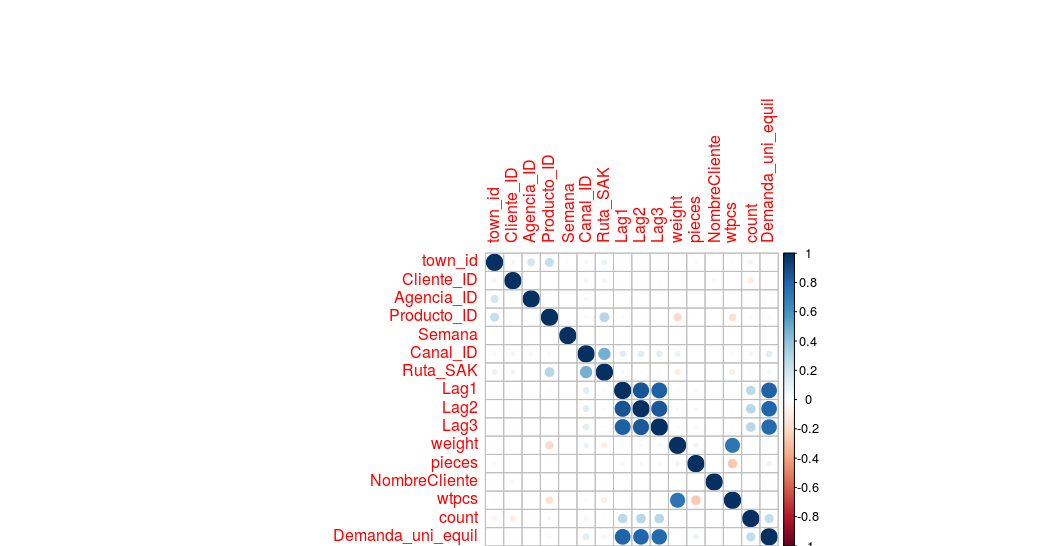 town_id
Cliente_ID
Agencia_ID
Producto_ID
Semana
Canal_ID
Ruta_SAK
Lag1
Lag2
Lag3
weight
pieces
NombreCliente
wtpcs
count
Demanda_uni_equil
town_id
Cliente_ID
Agencia_ID
Producto_ID
Semana
Canal_ID
Ruta_SAK
Lag1
Lag2
Lag3
weight
pieces
NombreCliente
wtpcs
count
Demanda_uni_equil
1
0.8
0.6
0.4
0.2
0
-0.2
-0.4
-0.6
-0.8
-1